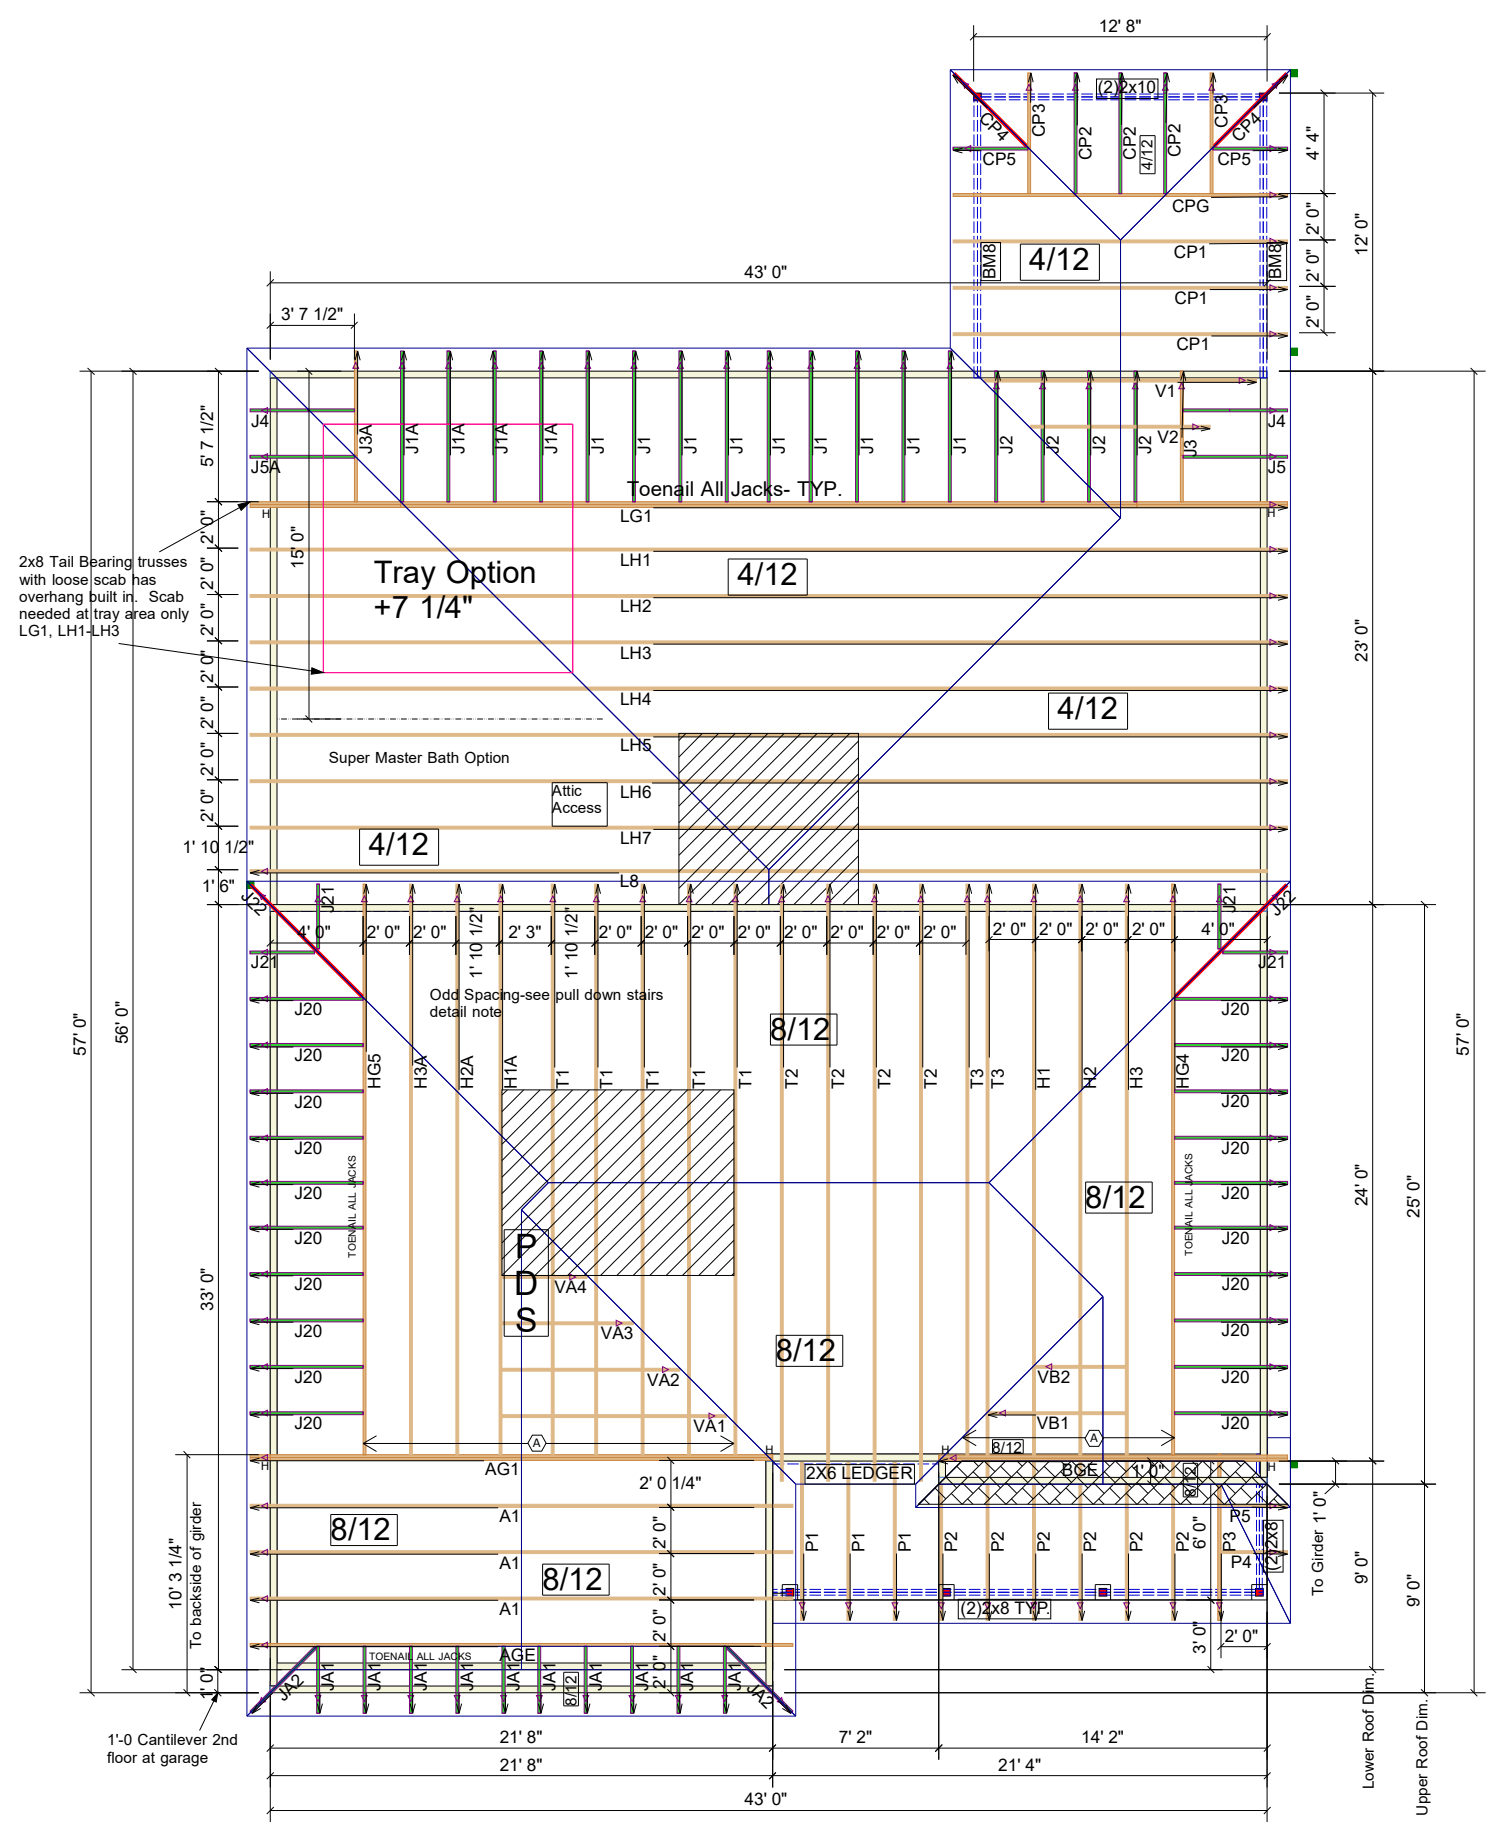 12' 8"
(2)2x10
CP4
CP3
CP2
CP2
CP2
CP3
CP4
4/12
CP5
CP5
4' 4"
CPG
2' 0"
12' 0"
BM8
4/12
CP1
BM8
2' 0"
43' 0"
CP1
2' 0"
3' 7 1/2"
CP1
V1
J4
J4
V2
5' 7 1/2"
J3A
J1A
J1A
J1A
J1A
J1
J1
J1
J1
J1
J1
J1
J1
J1
J2
J2
J2
J2
J3
J5A
J5
Toenail All Jacks- TYP.
H
LG1
H
2' 0"
15' 0"
2x8 Tail Bearing trusses
with loose scab has
overhang built in. Scab
needed at tray area only
LG1, LH1-LH3
LH1
Tray Option
+7 1/4"
4/12
2' 0"
LH2
2' 0"
LH3
23' 0"
2' 0"
LH4
4/12
2' 0"
LH5
Super Master Bath Option
2' 0"
Attic
Access
LH6
2' 0"
LH7
4/12
1' 10 1/2"
L8
1' 6"
J22
J21
J21
J22
4' 0"
2' 0"
2' 0"
1' 10 1/2"
2' 3"
1' 10 1/2"
2' 0"
2' 0"
2' 0"
2' 0"
2' 0"
2' 0"
2' 0"
2' 0"
2' 0"
2' 0"
2' 0"
2' 0"
4' 0"
J21
J21
Odd Spacing-see pull down stairs
detail note
J20
J20
57' 0"
56' 0"
57' 0"
8/12
J20
J20
HG5
H3A
H2A
H1A
T1
T1
T1
T1
T1
T2
T2
T2
T2
T3
T3
H1
H2
H3
HG4
J20
J20
J20
J20
TOENAIL ALL JACKS
TOENAIL ALL JACKS
24' 0"
25' 0"
J20
8/12
J20
J20
J20
P
D
S
33' 0"
J20
VA4
J20
J20
VA3
J20
8/12
J20
VA2
VB2
J20
J20
VA1
VB1
J20
A
A
H
H
8/12
H
AG1
2X6 LEDGER
BGE
1' 0"
8/12
H
2' 0 1/4"
A1
P5
8/12
2' 0"
P1
P1
P1
P2
P2
P2
P2
P2
P2
P3
6' 0"
(2)2x8
To Girder 1' 0"
10' 3 1/4"
To backside of girder
A1
P4
8/12
2' 0"
9' 0"
9' 0"
A1
(2)2x8 TYP.
2' 0"
3' 0"
2' 0"
TOENAIL ALL JACKS
AGE
1' 0"
JA2
JA1
JA1
JA1
JA1
JA1
JA1
JA1
JA1
JA1
JA1
JA2
8/12
2' 0"
1'-0 Cantilever 2nd
floor at garage
Lower Roof Dim.
Upper Roof Dim.
21' 8"
7' 2"
14' 2"
21' 8"
21' 4"
43' 0"